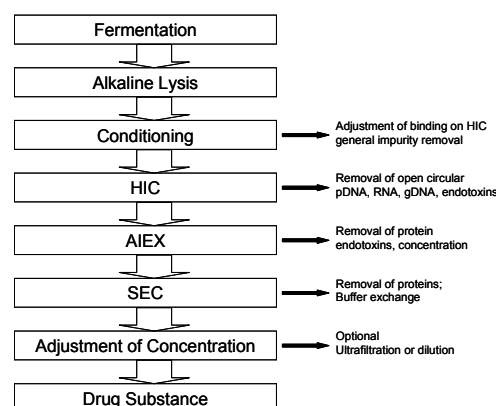 Fermentation
Alkaline Lysis
Conditioning
Adjustment of binding on HIC
general impurity removal
HIC
Removal of open circular
pDNA, RNA, gDNA, endotoxins
AIEX
Removal of protein
endotoxins, concentration
SEC
Removal of proteins;
Buffer exchange
Adjustment of Concentration
Optional
Ultrafiltration or dilution
Drug Substance